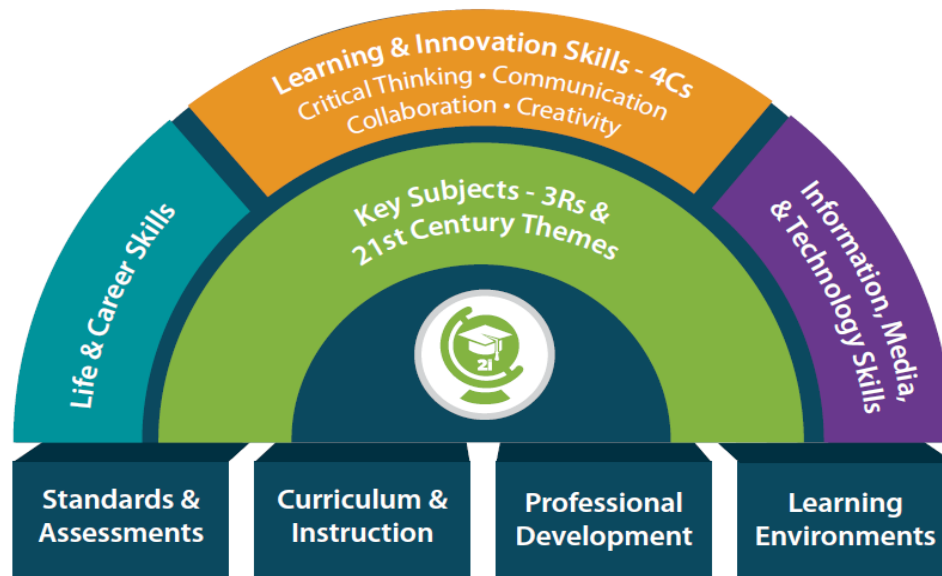 Learning & Innovation Skills - 4Cs
Critical Thinking • Communication
Collaboration • Creativity
Life & Career Skills
Information, Media,
& Technology Skills
Key Subjects - 3Rs &
21st Century Themes
21
Standards &
Assessments
Curriculum &
Instruction
Professional
Development
Learning
Environments